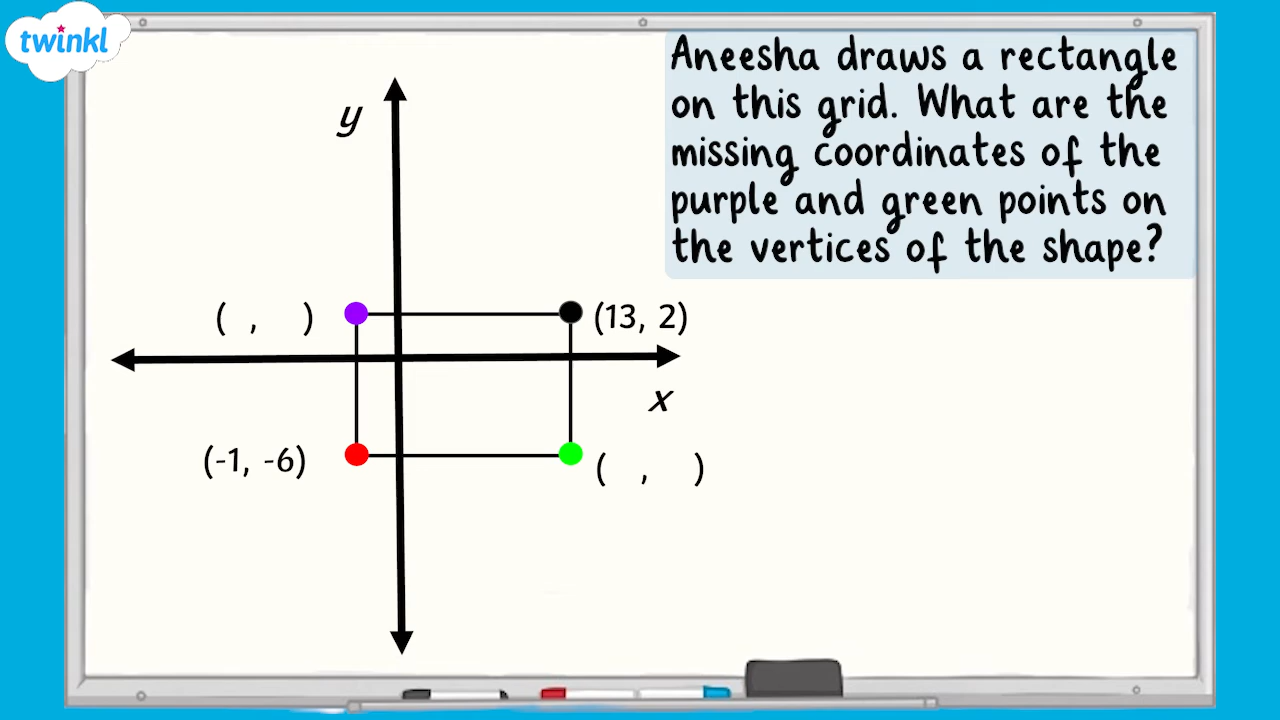 twinkl
Aneesha draws a rectangle
on this grid. What are the
missing coordinates of the
purple and green points on
the vertices of the shape?
y
( , )
(13, 2)
x
(-1, -6)
( , )